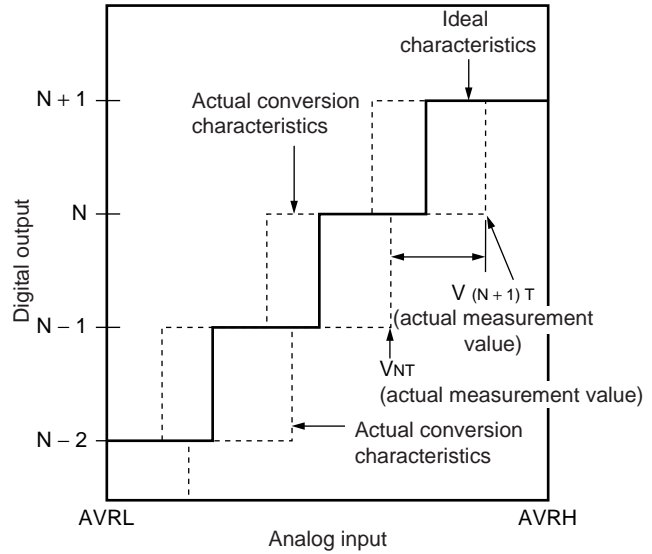 Ideal
characteristics
N + 1
Actual conversion
characteristics
N
Digital output
V (N + 1) T
(actual measurement
value)
N – 1
VNT
(actual measurement value)
Actual conversion
characteristics
N – 2
AVRL
AVRH
Analog input